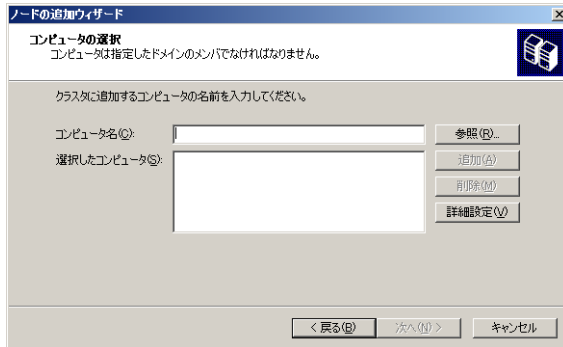 ノードの追加ウィザード
コンピュータの選択
コンピュータは指定したドメインのメンバでなければなりません。
クラスタに追加するコンピュータの名前を入力してください。
コンピュータ名(C):
参照(R)...
選択したコンピュータ(S):
追加(A)
削除(M)
詳細設定(V)
< 戻る(B)
次へ(N) >
キャンセル